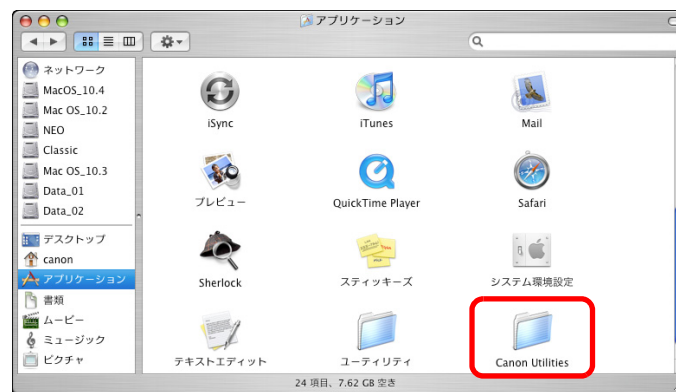 アプリケーション
ネットワーク
MacOS_10.4
Mac OS_10.2
NEO
Classic
Mac OS_10.3
Data_01
Data_02
デスクトップ
canon
アプリケーション
書類
ムービー
ミュージック
ピクチャ
iSync
iTunes
Mail
プレビュー
QuickTime Player
Safari
Sherlock
スティッキーズ
システム環境設定
テキストエディット
ユーティリティ
Canon Utilities
24 項目、7.62 GB 空き